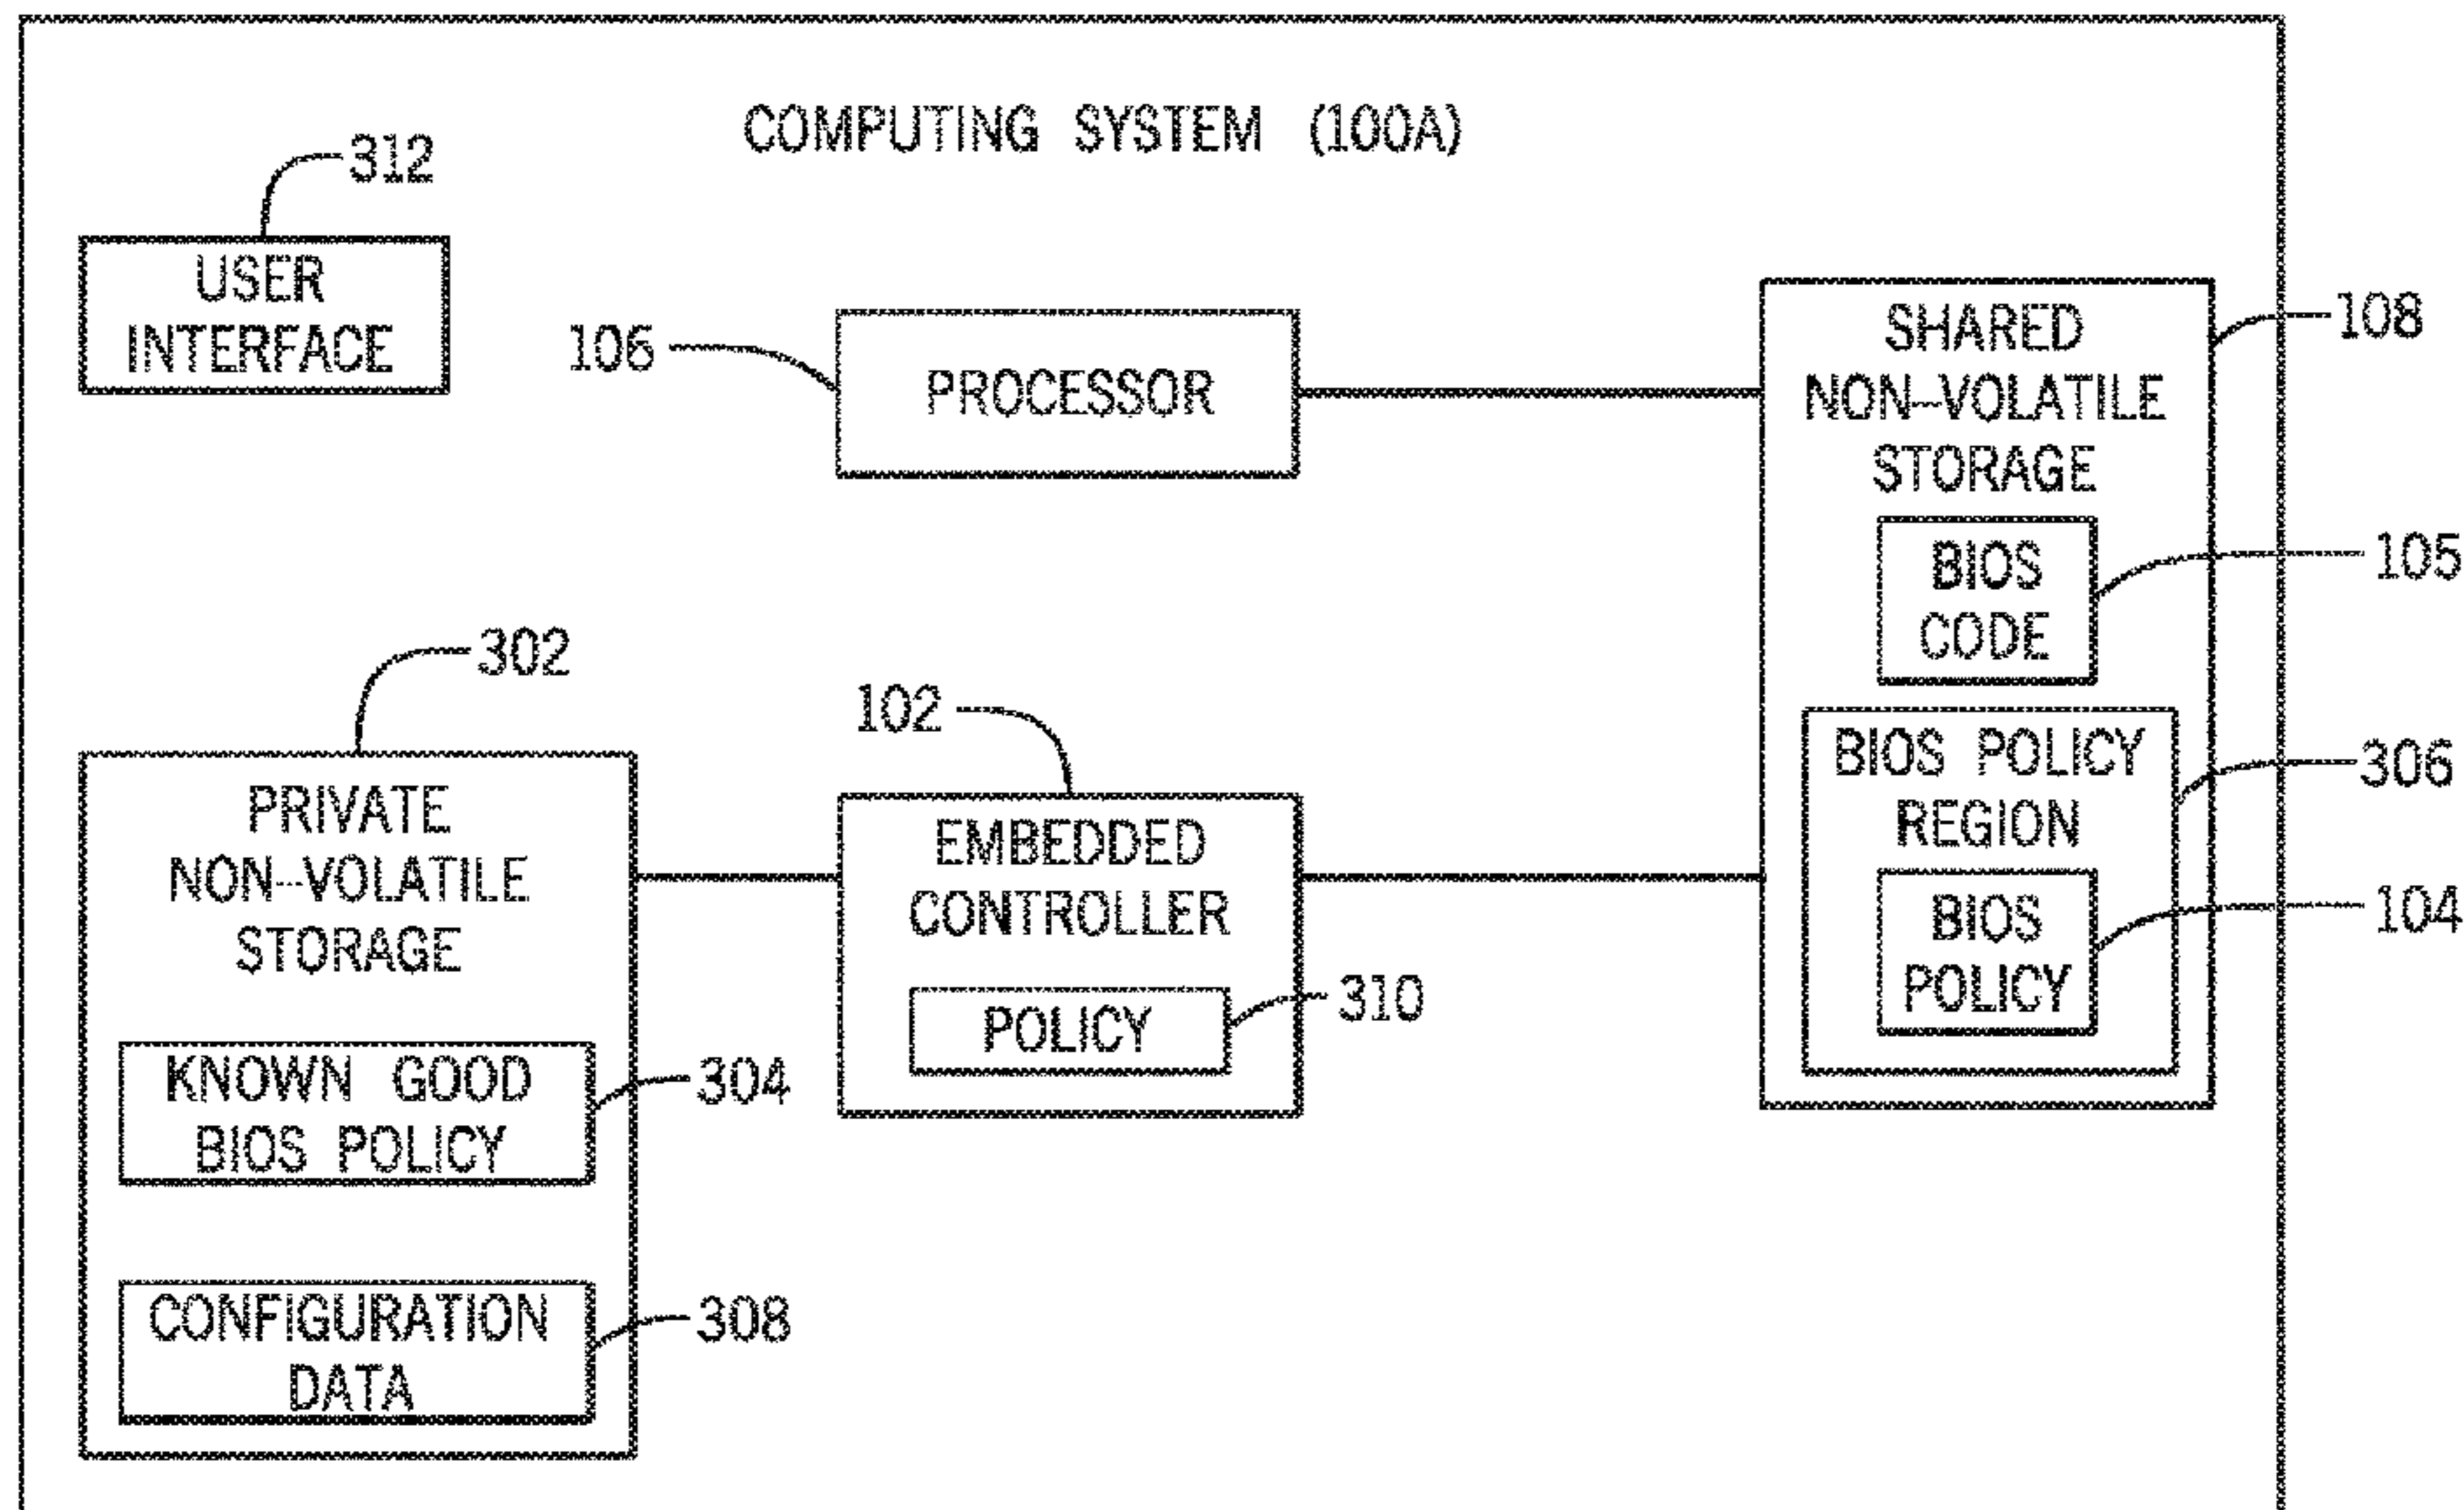 COMPUTING SYSTEM (100A)
312
USER
INTERFACE
106
PROCESSOR
SHARED
NON-VOLATILE
STORAGE
108
BIOS
CODE
105
BIOS POLICY
REGION
306
BIOS
POLICY
104
302
PRIVATE
NON-VOLATILE
STORAGE
KNOWN GOOD
BIOS POLICY
304
CONFIGURATION
DATA
308
102
EMBEDDED
CONTROLLER
POLICY
310